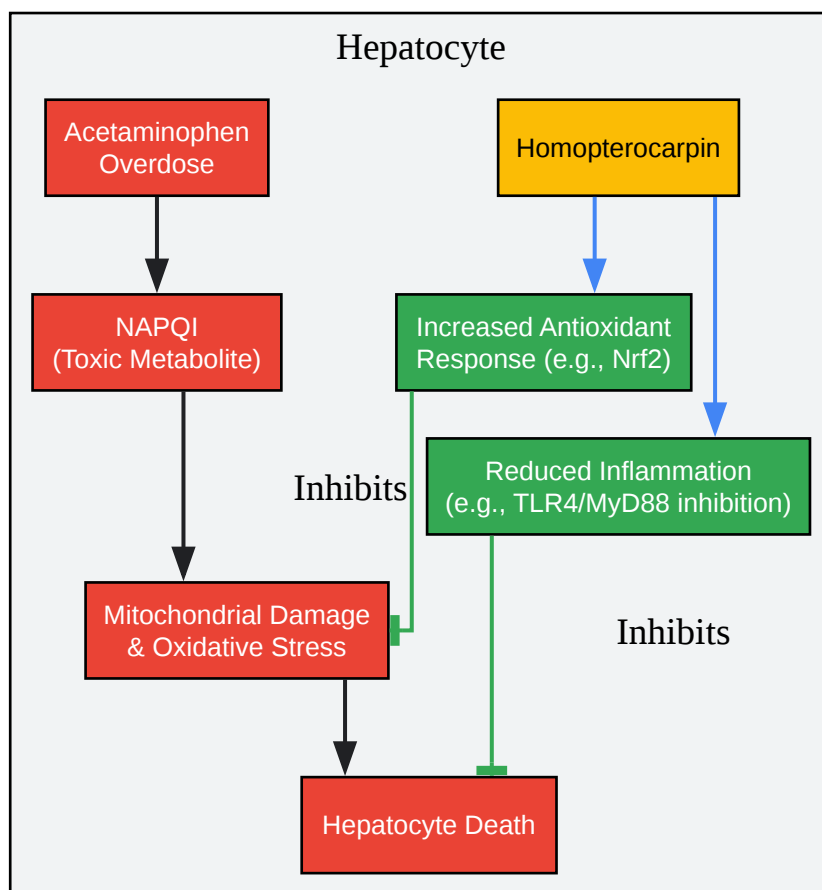 Hepatocyte
Acetaminophen
Overdose
Homopterocarpin
NAPQI
(Toxic Metabolite)
Increased Antioxidant
Response (e.g., Nrf2)
Reduced Inflammation
(e.g., TLR4/MyD88 inhibition)
Inhibits
Mitochondrial Damage
& Oxidative Stress
Inhibits
Hepatocyte Death